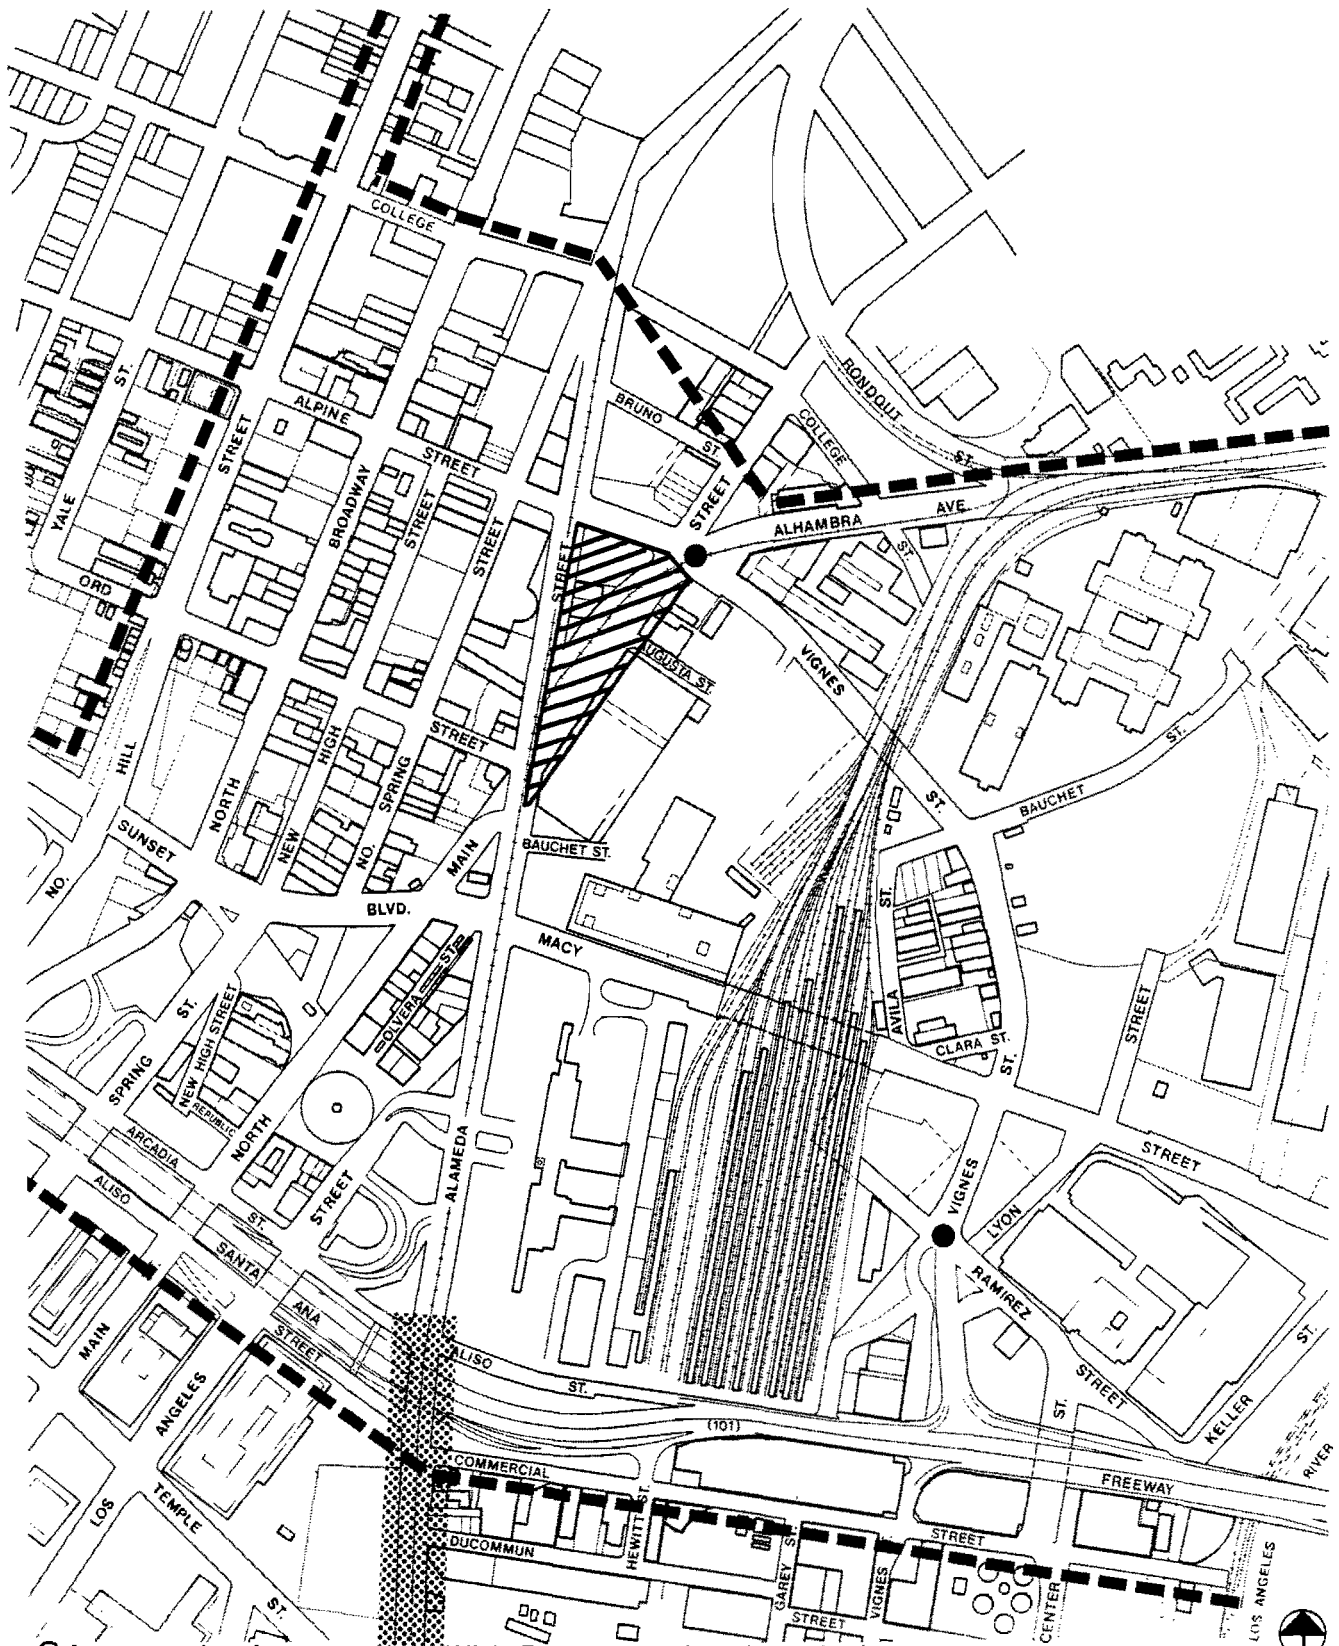 COLLEGE
RONDOUT
ST.
BRUNO
ST.
COLLEGE
ST.
ALPINE
STREET
STREET
ST.
YALE
BROADWAY
STREET
STREET
STREET
STREET
ALHAMBRA
AVE
ST.
ORD
AUGUSTA ST.
VIGNES
ST.
ST.
BAUCHET
STREET
HILL
NO.
NORTH
NEW
HIGH
SPRING
NO.
MAIN
SUNSET
BLVD.
BAUCHET ST.
MACY
ST.
AVILA
CLARA ST.
ST.
STREET
STREET
OLVERA ST.
ST.
SPRING
NEW HIGH STREET
REPUBLIC
NORTH
STREET
ALAMEDA
ARCADIA
ST.
ALISO
SANTA
ANA
STREET
VIGNES
LYON
RAMIREZ
STREET
ST.
KELLER
ST.
MAIN
ANGELES
LOS
TEMPLE
ST.
ALISO
ST.
(101)
FREEWAY
COMMERCIAL
STREET
HEWITT ST.
DUCOMMUN
STREET
GAREY
ST.
VIGNES
CENTER
LOS ANGELES
RIVER